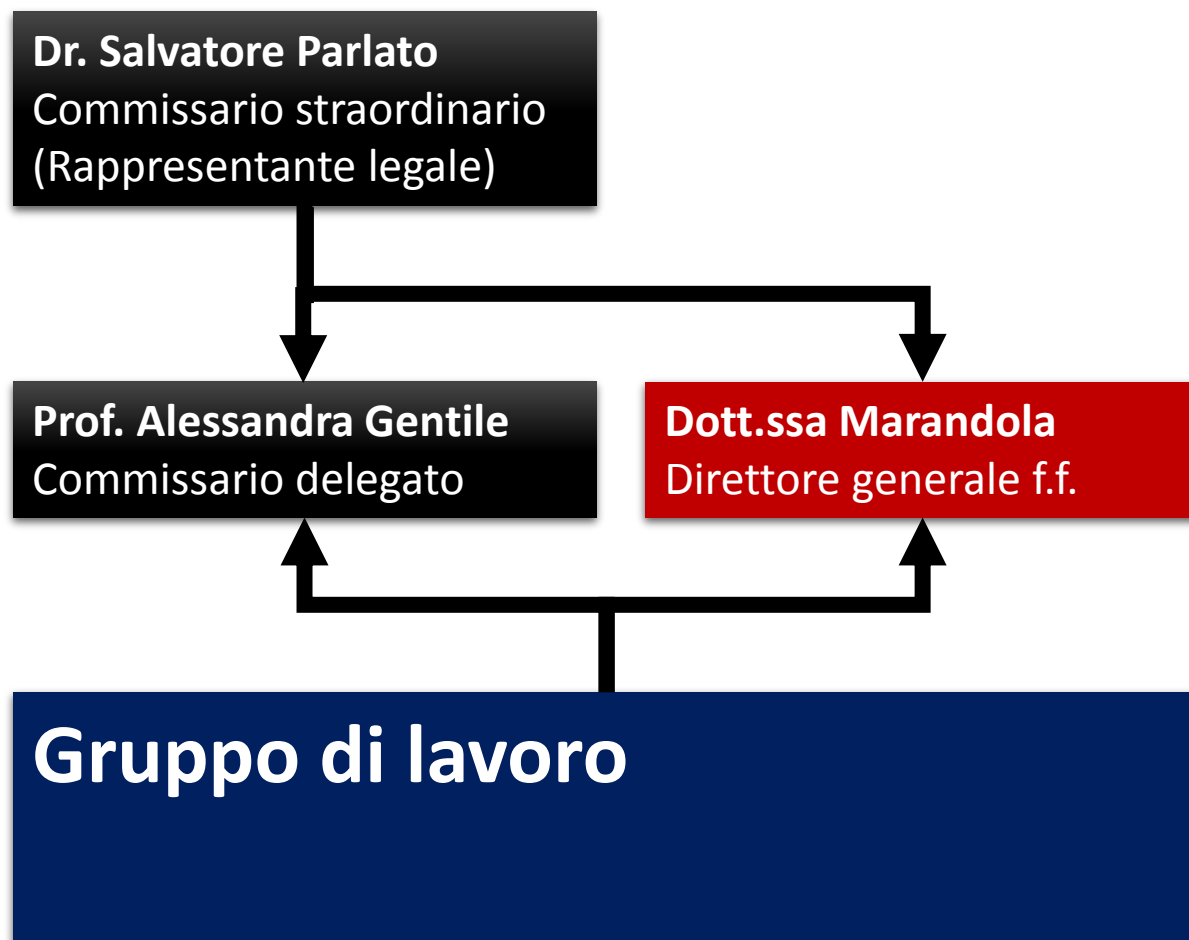 Dr. Salvatore Parlato
Commissario straordinario
(Rappresentante legale)
Prof. Alessandra Gentile
Commissario delegato
Dott.ssa Marandola
Direttore generale f.f.
Gruppo di lavoro